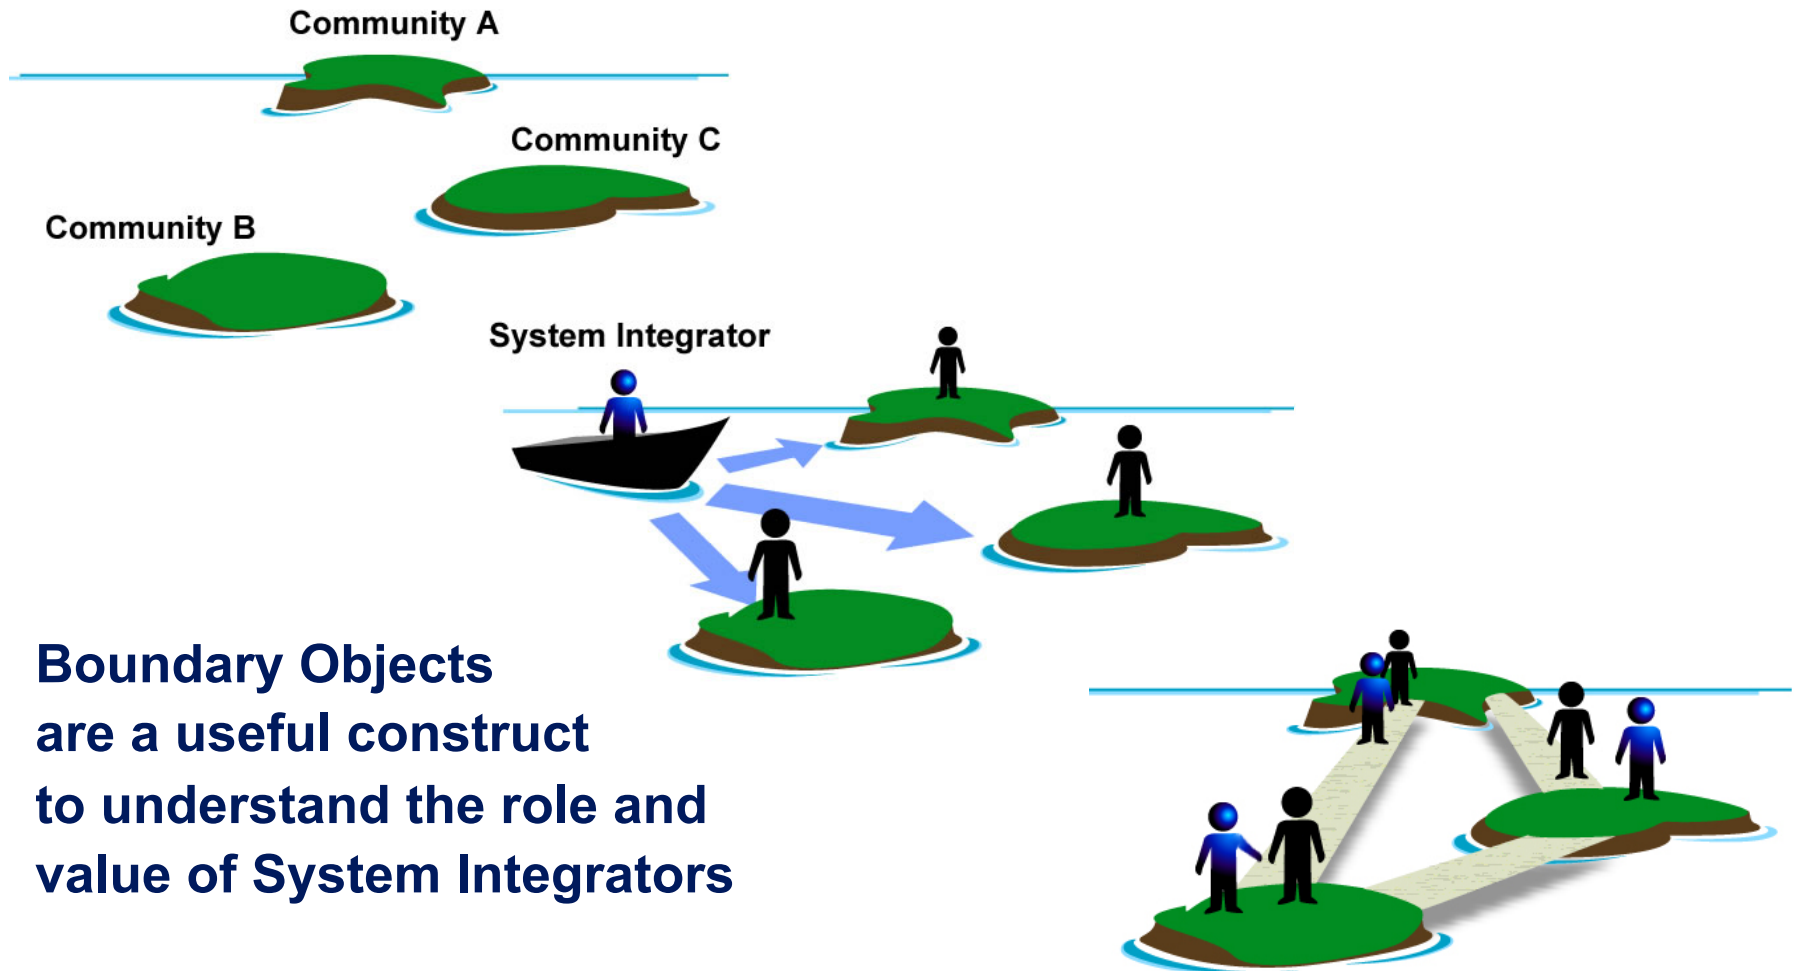 Community A
Community C
Community B
System Integrator
Boundary Objects
are a useful construct
to understand the role and
value of System Integrators